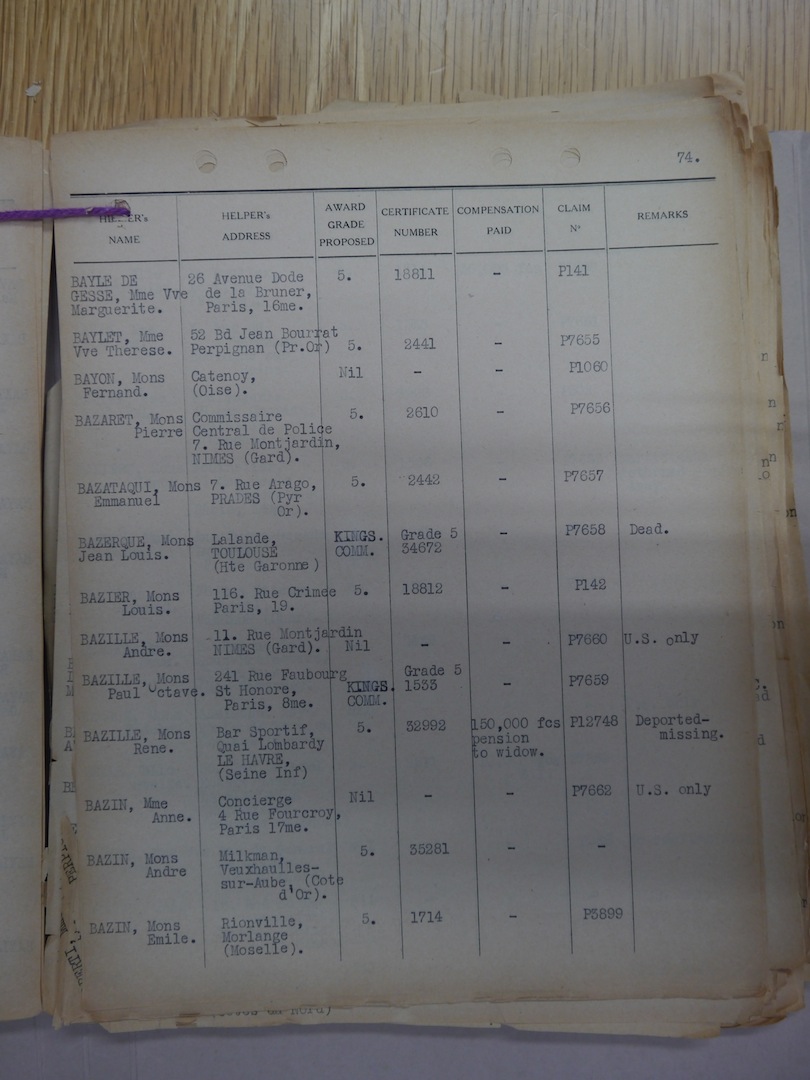 74.
HELPER's NAME | HELPER's ADDRESS | AWARD GRADE PROPOSED | CERTIFICATE NUMBER | COMPENSATION PAID | CLAIM N° | REMARKS
BAYLE DE 26 Avenue Dode 5. 18811 - P141
GESSE, Mme Vve de la Bruner,
Marguerite. Paris, 16me.
BAYLET, Mme 52 Bd Jean Bourrat
Vve Therese. Perpignan (Pr.Or) 5. 2441 - P7655
BAYON, Mons Catenoy, Nil - - P1060
Fernand. (Oise).
BAZARET, Mons Commissaire 5. 2610 - P7656
Pierre Central de Police
7. Rue Montjardin,
NIMES (Gard).
BAZATAQUI, Mons 7. Rue Arago, 5. 2442 - P7657
Emmanuel PRADES (Pyr
Or).
BAZERQUE, Mons Lalande, KINGS. Grade 5 - P7658 Dead.
Jean Louis. TOULOUSE COMM. 34672
(Hte Garonne)
BAZIER, Mons 116. Rue Crimee 5. 18812 - P142
Louis. Paris, 19.
BAZILLE, Mons 11. Rue Montjardin
Andre. NIMES (Gard). Nil - - P7660 U.S. only
BAZILLE, Mons 241 Rue Faubourg Grade 5
Paul Octave. St Honore, KINGS. 1533 - P7659
Paris, 8me. COMM.
BAZILLE, Mons Bar Sportif, 5. 32992 150,000 fcs P12748 Deported-
Rene. Quai Lombardy pension missing.
LE HAVRE, to widow.
(Seine Inf)
BAZIN, Mme Concierge Nil - - P7662 U.S. only
Anne. 4 Rue Fourcroy,
Paris 17me.
BAZIN, Mons Milkman, 5. 35281 - -
Andre Veuxhaulles-
sur-Aube, (Cote
d'Or).
BAZIN, Mons Rionville, 5. 1714 - P3899
Emile. Morlange
(Moselle).